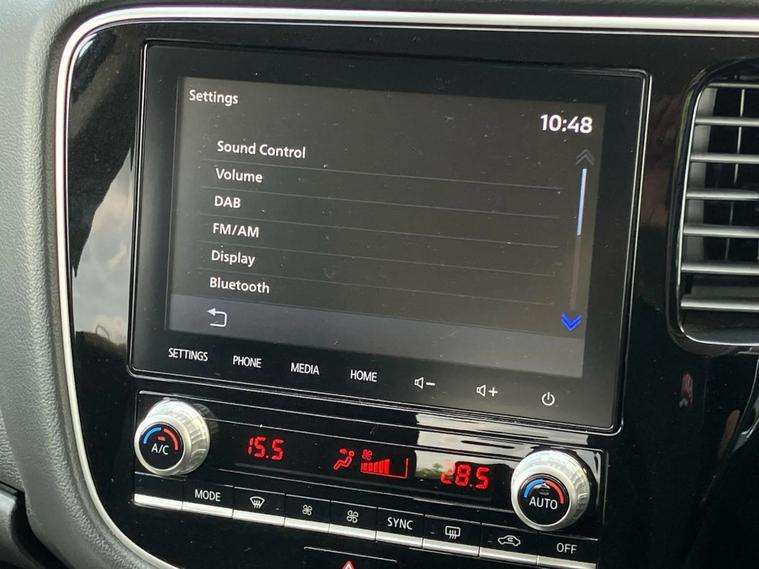 Settings
10:48
Sound Control
Volume
DAB
FM/AM
Display
Bluetooth
SETTINGS PHONE MEDIA HOME
A/C 15.5 28.5 AUTO
MODE SYNC OFF